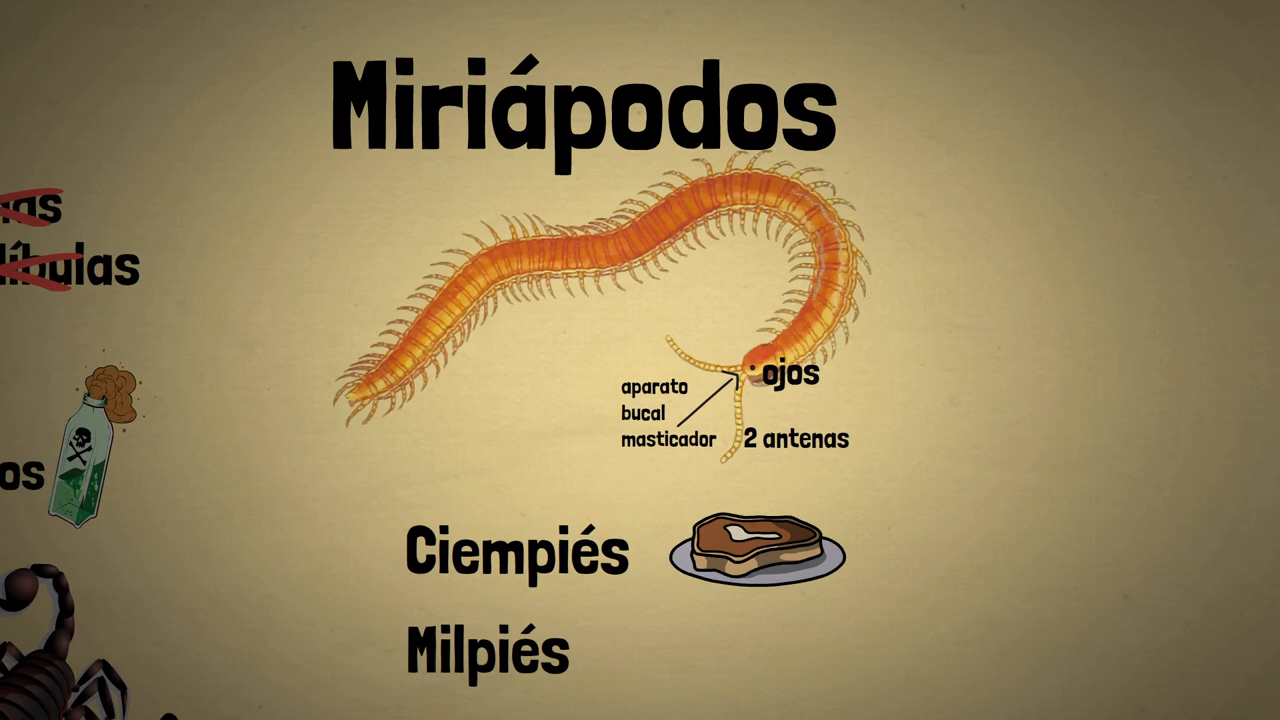 Miriápodos
ojos
aparato
bucal
masticador
2 antenas
Ciempiés
Milpiés